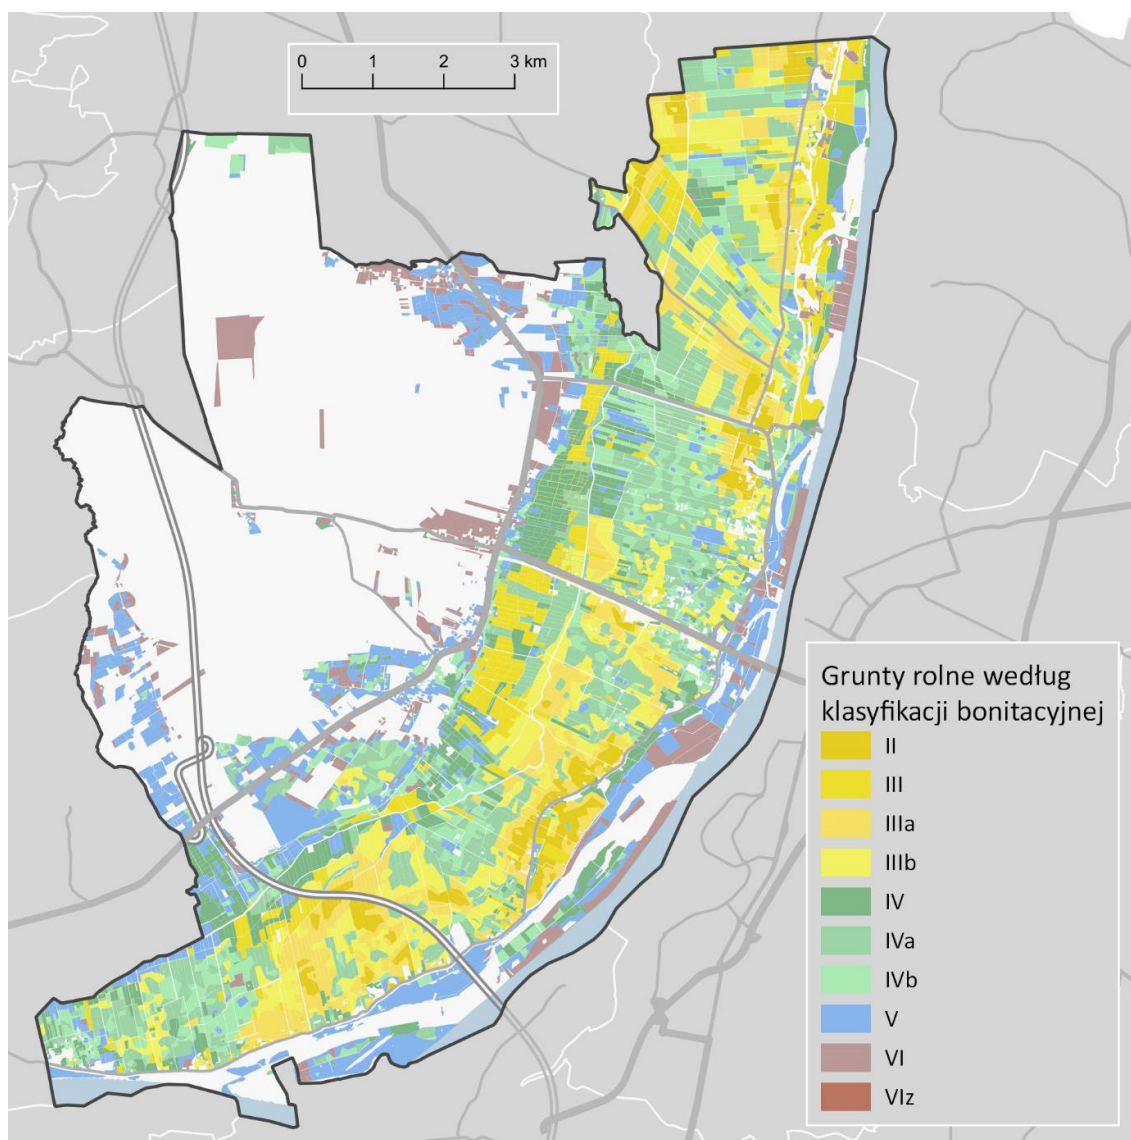 0 1 2 3 km
Grunty rolne według
klasyfikacji bonitacyjnej
II
III
IIIa
IIIb
IV
IVa
IVb
V
VI
VIz